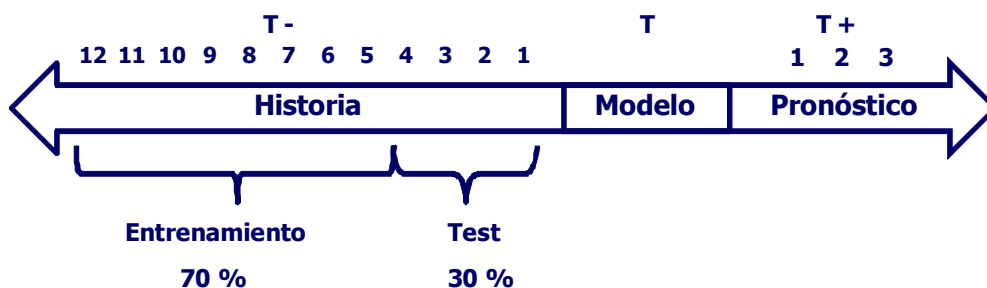 T -
T
T +
12 11 10 9 8 7 6 5 4 3 2 1
1 2 3
Historia
Modelo
Pronóstico
Entrenamiento
Test
70 %
30 %